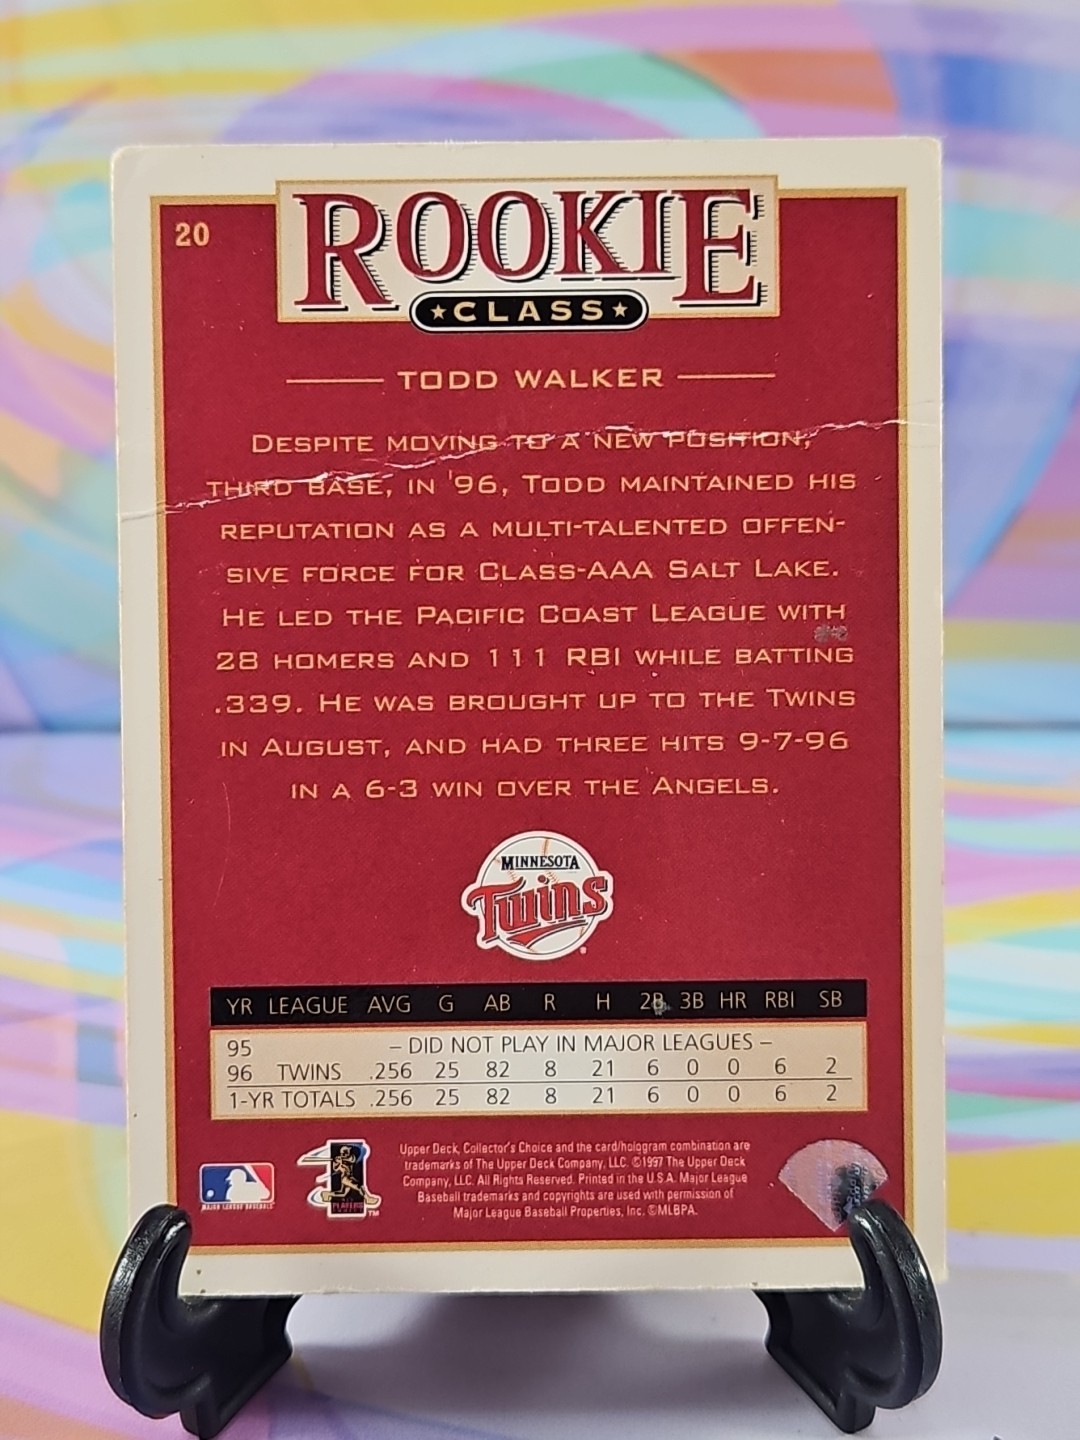 20
ROOKIE
★CLASS★
TODD WALKER
DESPITE MOVING TO A NEW POSITION,
THIRD BASE, IN '96, TODD MAINTAINED HIS
REPUTATION AS A MULTI-TALENTED OFFEN-
SIVE FORCE FOR CLASS-AAA SALT LAKE.
HE LED THE PACIFIC COAST LEAGUE WITH
28 HOMERS AND 111 RBI WHILE BATTING
.339. HE WAS BROUGHT UP TO THE TWINS
IN AUGUST, AND HAD THREE HITS 9-7-96
IN A 6-3 WIN OVER THE ANGELS.
MINNESOTA
Twins
YR LEAGUE AVG G AB R H 2B 3B HR RBI SB
95 – DID NOT PLAY IN MAJOR LEAGUES –
96 TWINS .256 25 82 8 21 6 0 0 6 2
1-YR TOTALS .256 25 82 8 21 6 0 0 6 2
Upper Deck, Collector's Choice and the card/hologram combination are
trademarks of The Upper Deck Company, LLC. ©1997 The Upper Deck
Company, LLC. All Rights Reserved. Printed in the U.S.A. Major League
Baseball trademarks and copyrights are used with permission of
Major League Baseball Properties, Inc. ©MLBPA.
MAJOR LEAGUE BASEBALL
PLAYERS
TM